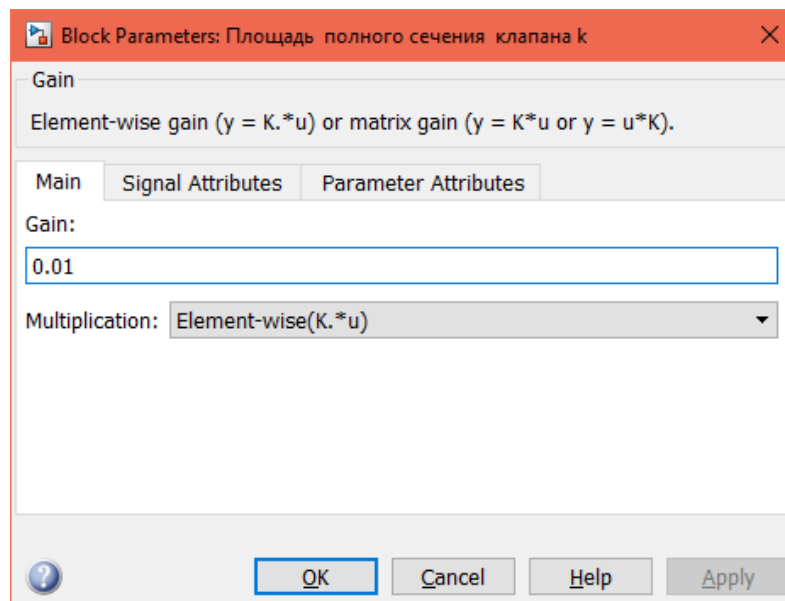 Block Parameters: Площадь полного сечения клапана k
Gain
Element-wise gain (y = K.*u) or matrix gain (y = K*u or y = u*K).
Main Signal Attributes Parameter Attributes
Gain:
0.01
Multiplication: Element-wise(K.*u)
OK Cancel Help Apply